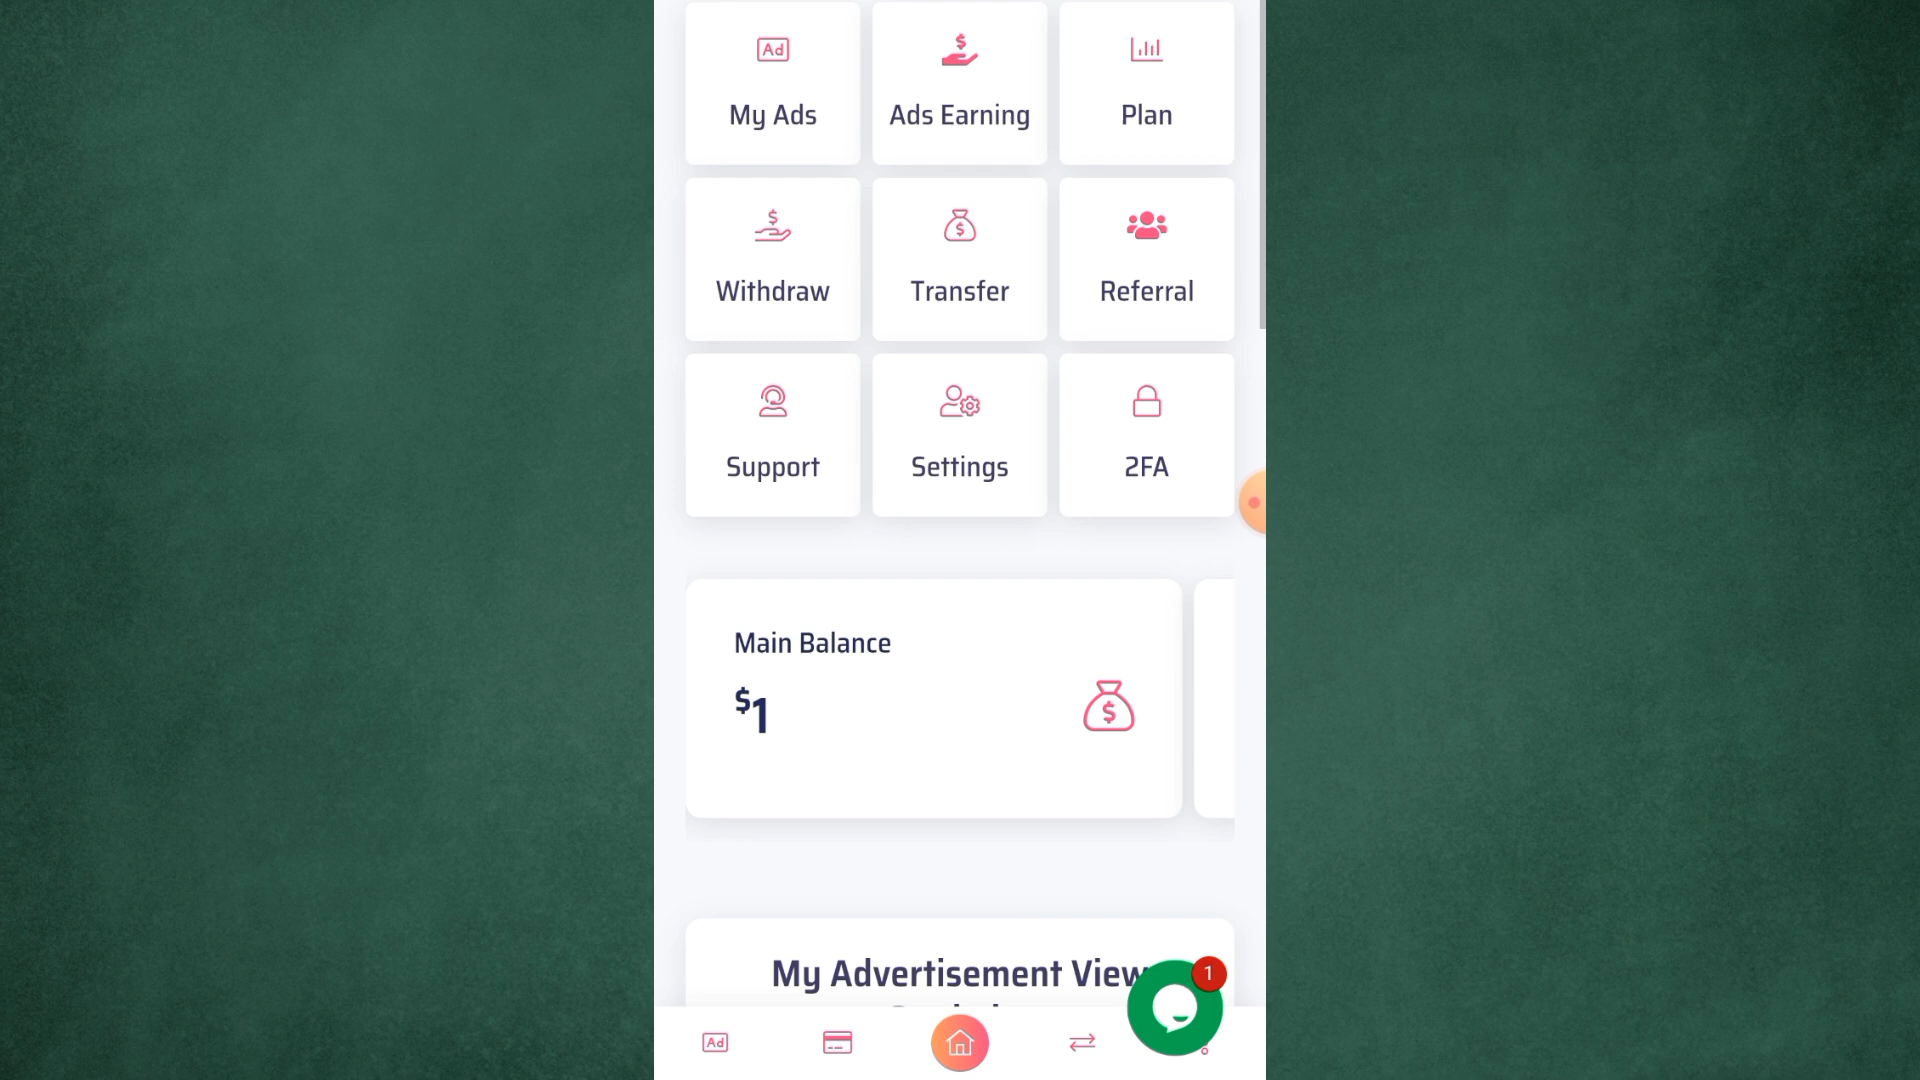 Ad
My Ads
$
Ads Earning
Plan
$
Withdraw
$
Transfer
Referral
Support
Settings
2FA
Main Balance
$1
$
My Advertisement View
1
Ad